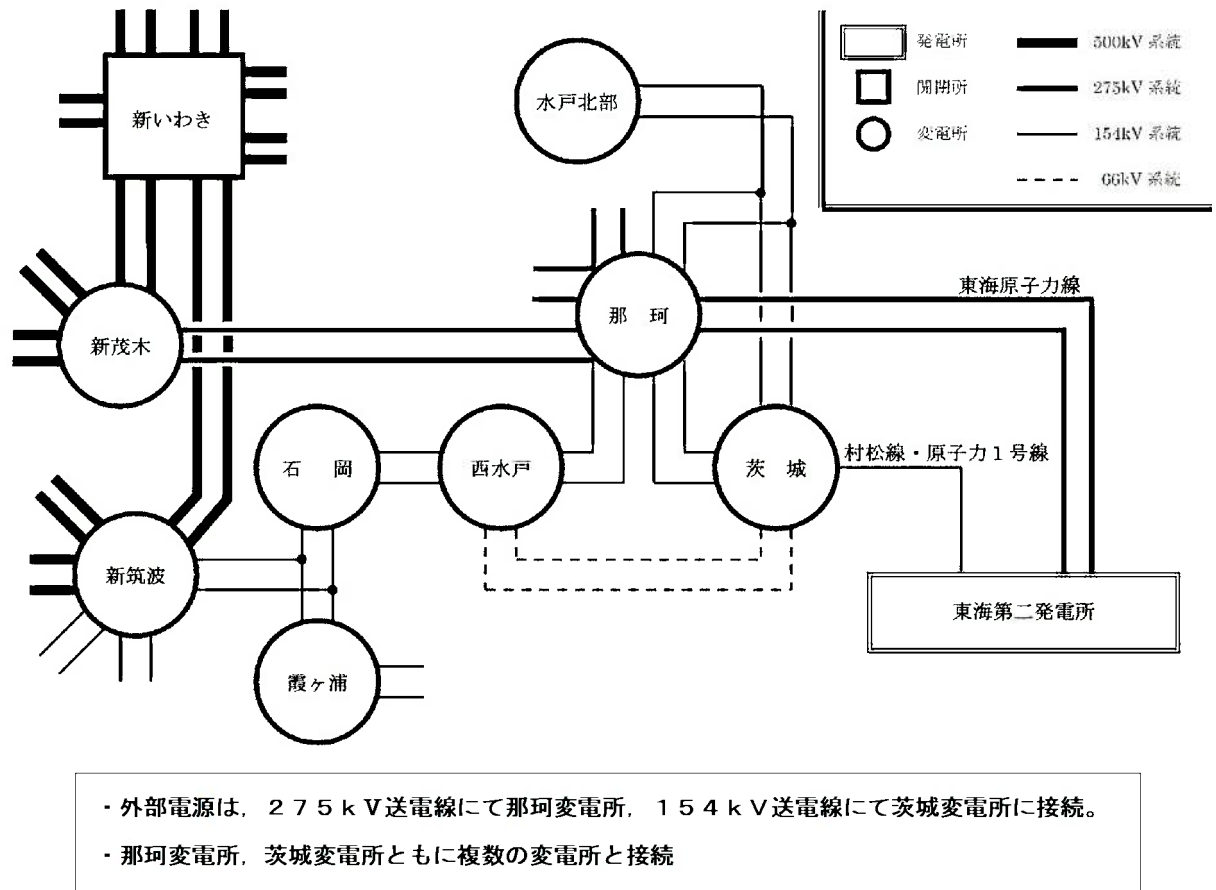 新いわき
水戸北部
発電所
500kV 系統
開閉所
275kV 系統
変電所
154kV 系統
66kV 系統
東海原子力線
那 珂
新茂木
石 岡
西水戸
茨 城
村松線・原子力1号線
新筑波
東海第二発電所
霞ヶ浦
・外部電源は,275kV送電線にて那珂変電所,154kV送電線にて茨城変電所に接続。
・那珂変電所,茨城変電所ともに複数の変電所と接続